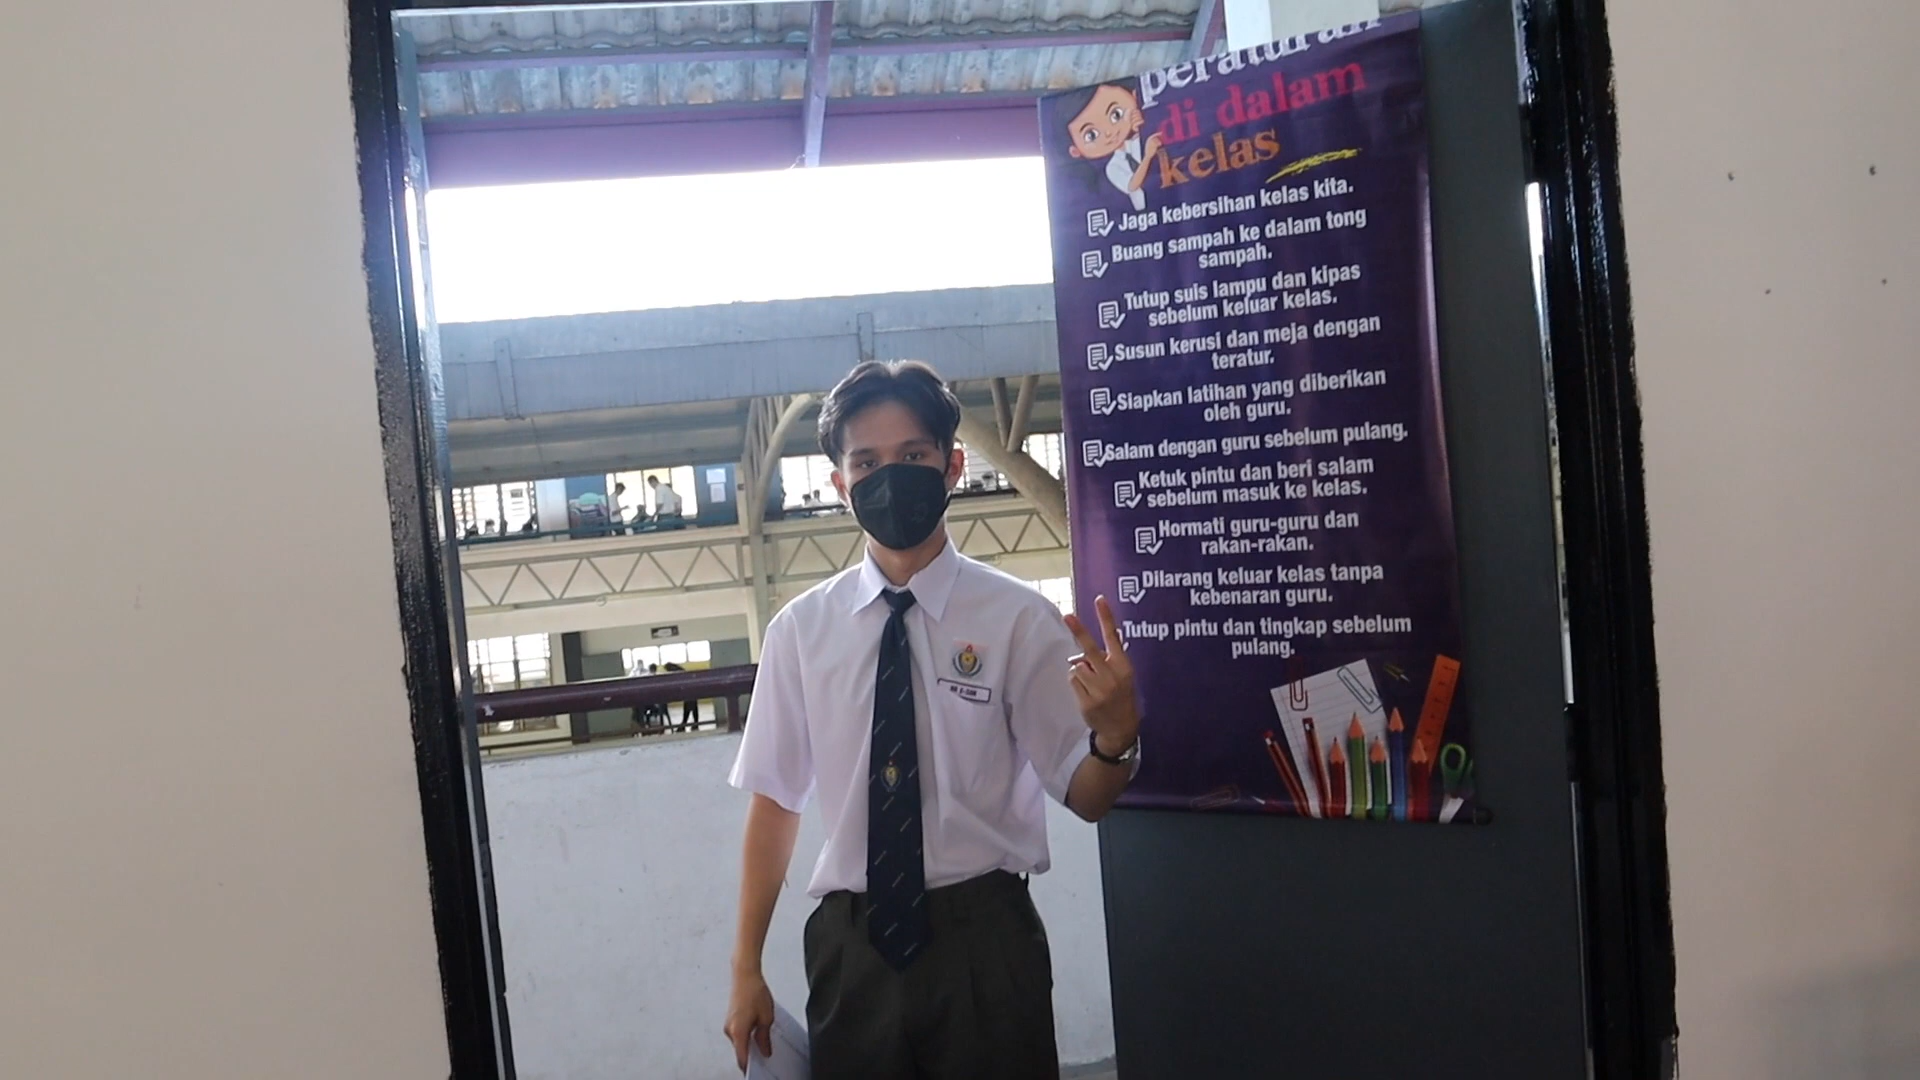 peraturan
di dalam
kelas
Jaga kebersihan kelas kita.
Buang sampah ke dalam tong
sampah.
Tutup suis lampu dan kipas
sebelum keluar kelas.
Susun kerusi dan meja dengan
teratur.
Siapkan latihan yang diberikan
oleh guru.
Salam dengan guru sebelum pulang.
Ketuk pintu dan beri salam
sebelum masuk ke kelas.
Hormati guru-guru dan
rakan-rakan.
Dilarang keluar kelas tanpa
kebenaran guru.
Tutup pintu dan tingkap sebelum
pulang.